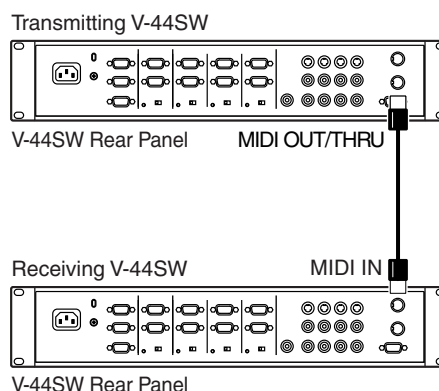 Transmitting V-44SW
V-44SW Rear Panel
MIDI OUT/THRU
Receiving V-44SW
MIDI IN
V-44SW Rear Panel